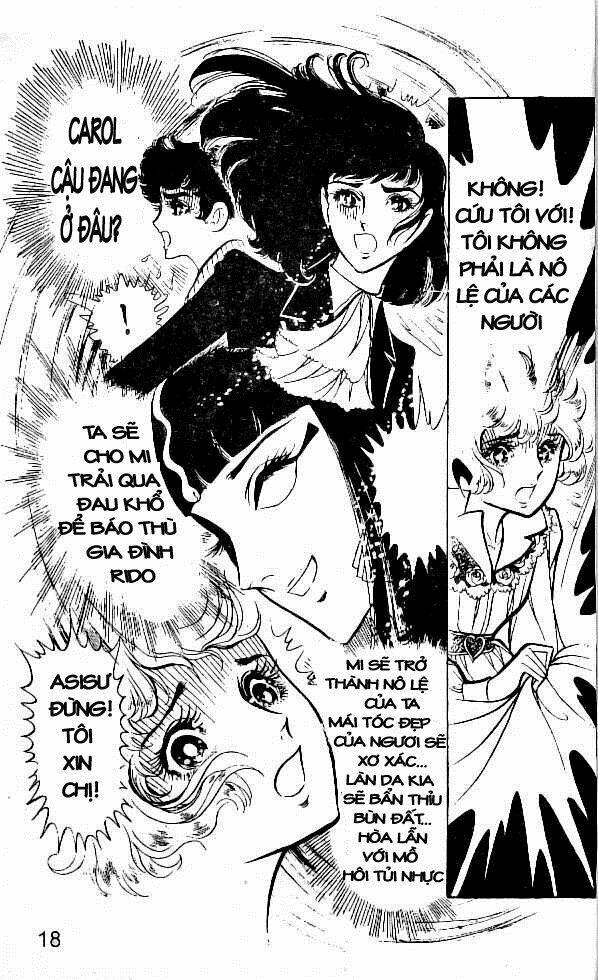 KHÔNG!
CỨU TÔI VỚI!
TÔI KHÔNG
PHẢI LÀ NÔ
LỆ CỦA CÁC
NGƯỜI
CAROL
CẬU ĐANG
Ở ĐÂU?
!
TA SẼ
CHO MI
TRẢI QUA
ĐAU KHỔ
ĐỂ BÁO THÙ
GIA ĐÌNH
RIDO
MI SẼ TRỞ
THÀNH NÔ LỆ
CỦA TA
MÁI TÓC ĐẸP
CỦA NGƯƠI SẼ
XƠ XÁC...
LÀN DA KIA
SẼ BẨN THỈU
BÙN ĐẤT...
HÒA LẪN
VỚI MỒ
HÔI TỦI NHỰC
ASISƯ
ĐỪNG!
TÔI
XIN
CHỊ!
18